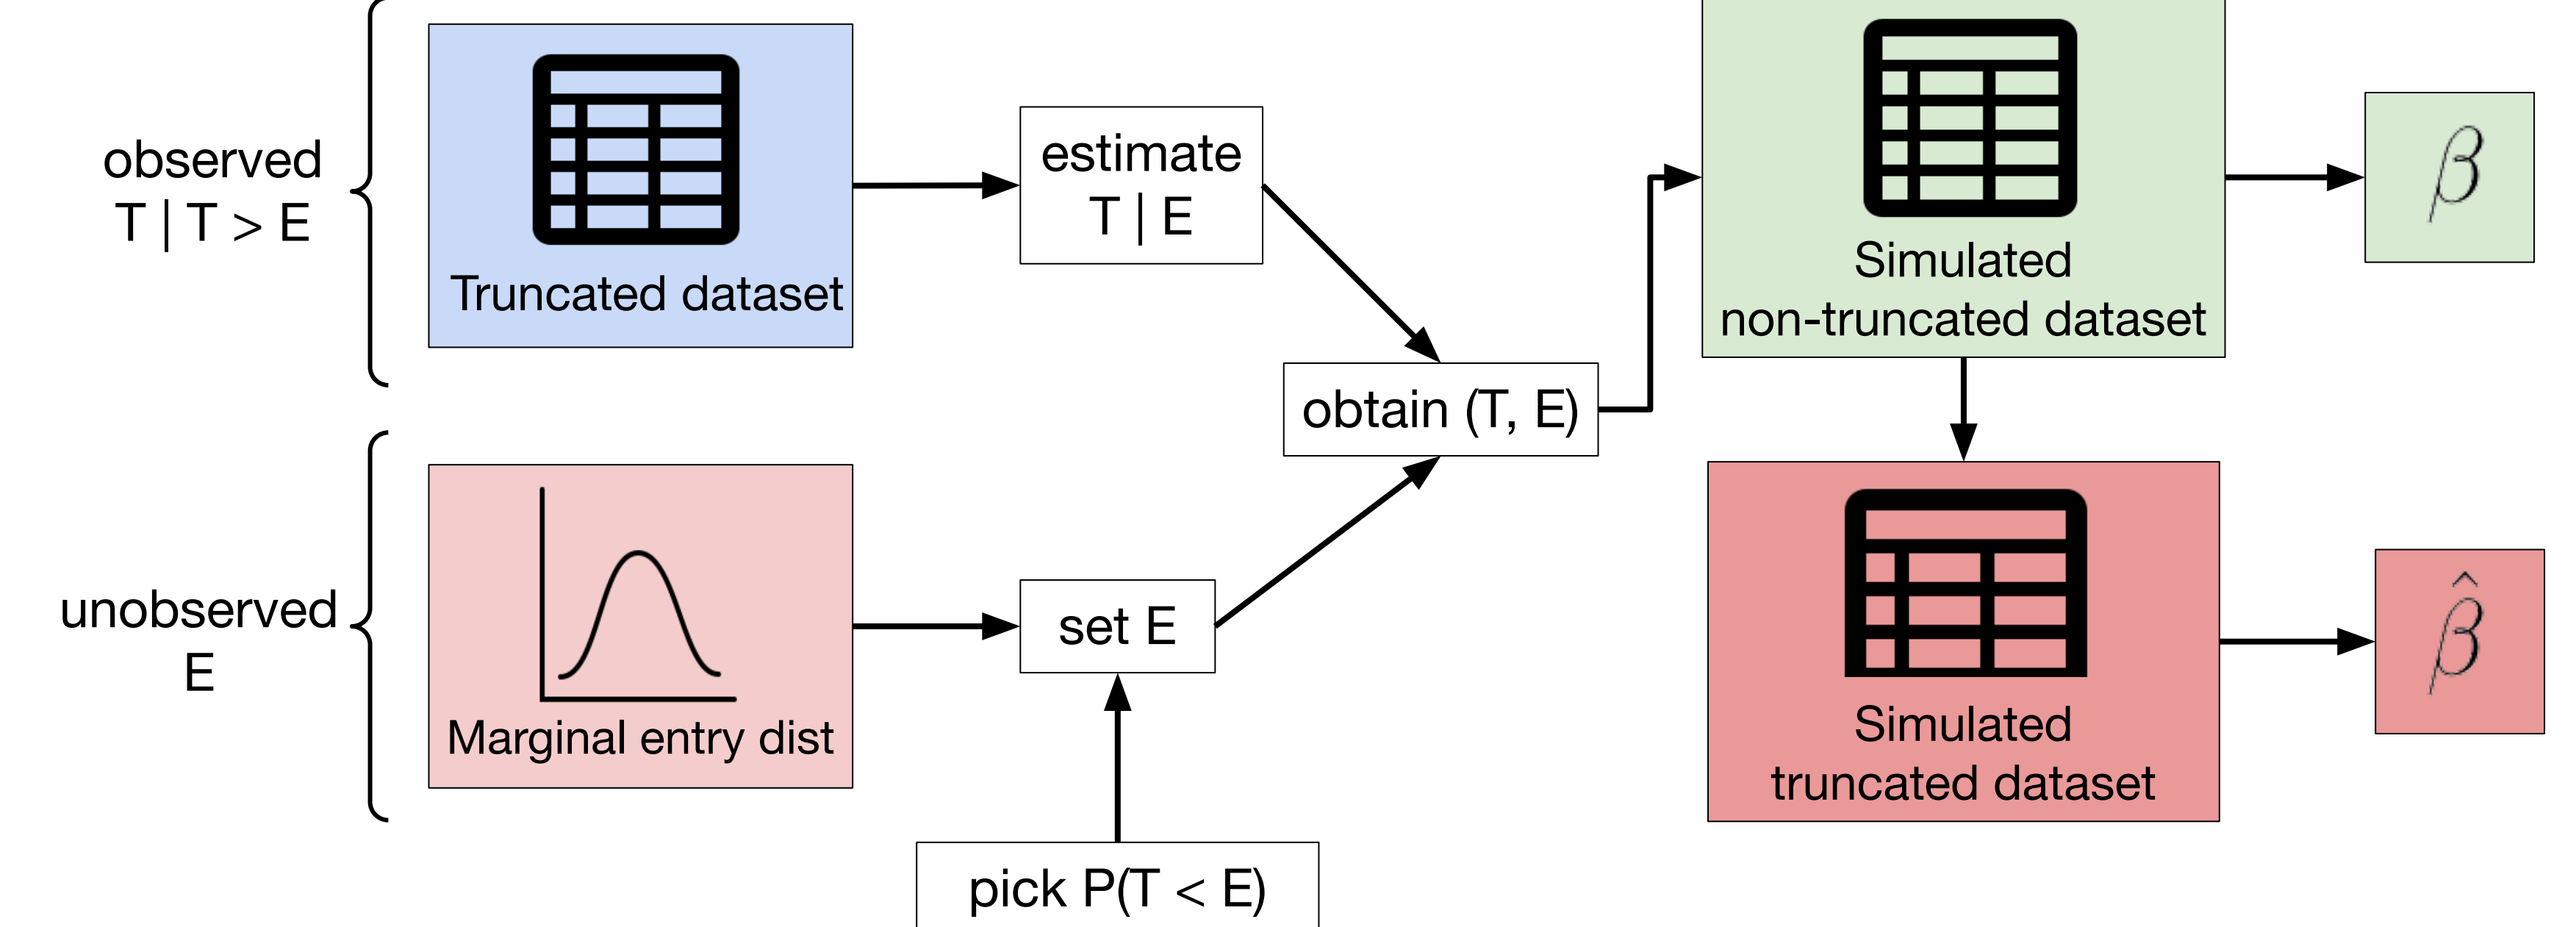 observed
T | T > E
Truncated dataset
estimate
T | E
obtain (T, E)
Simulated
non-truncated dataset
β
unobserved
E
Marginal entry dist
set E
pick P(T < E)
Simulated
truncated dataset
β̂